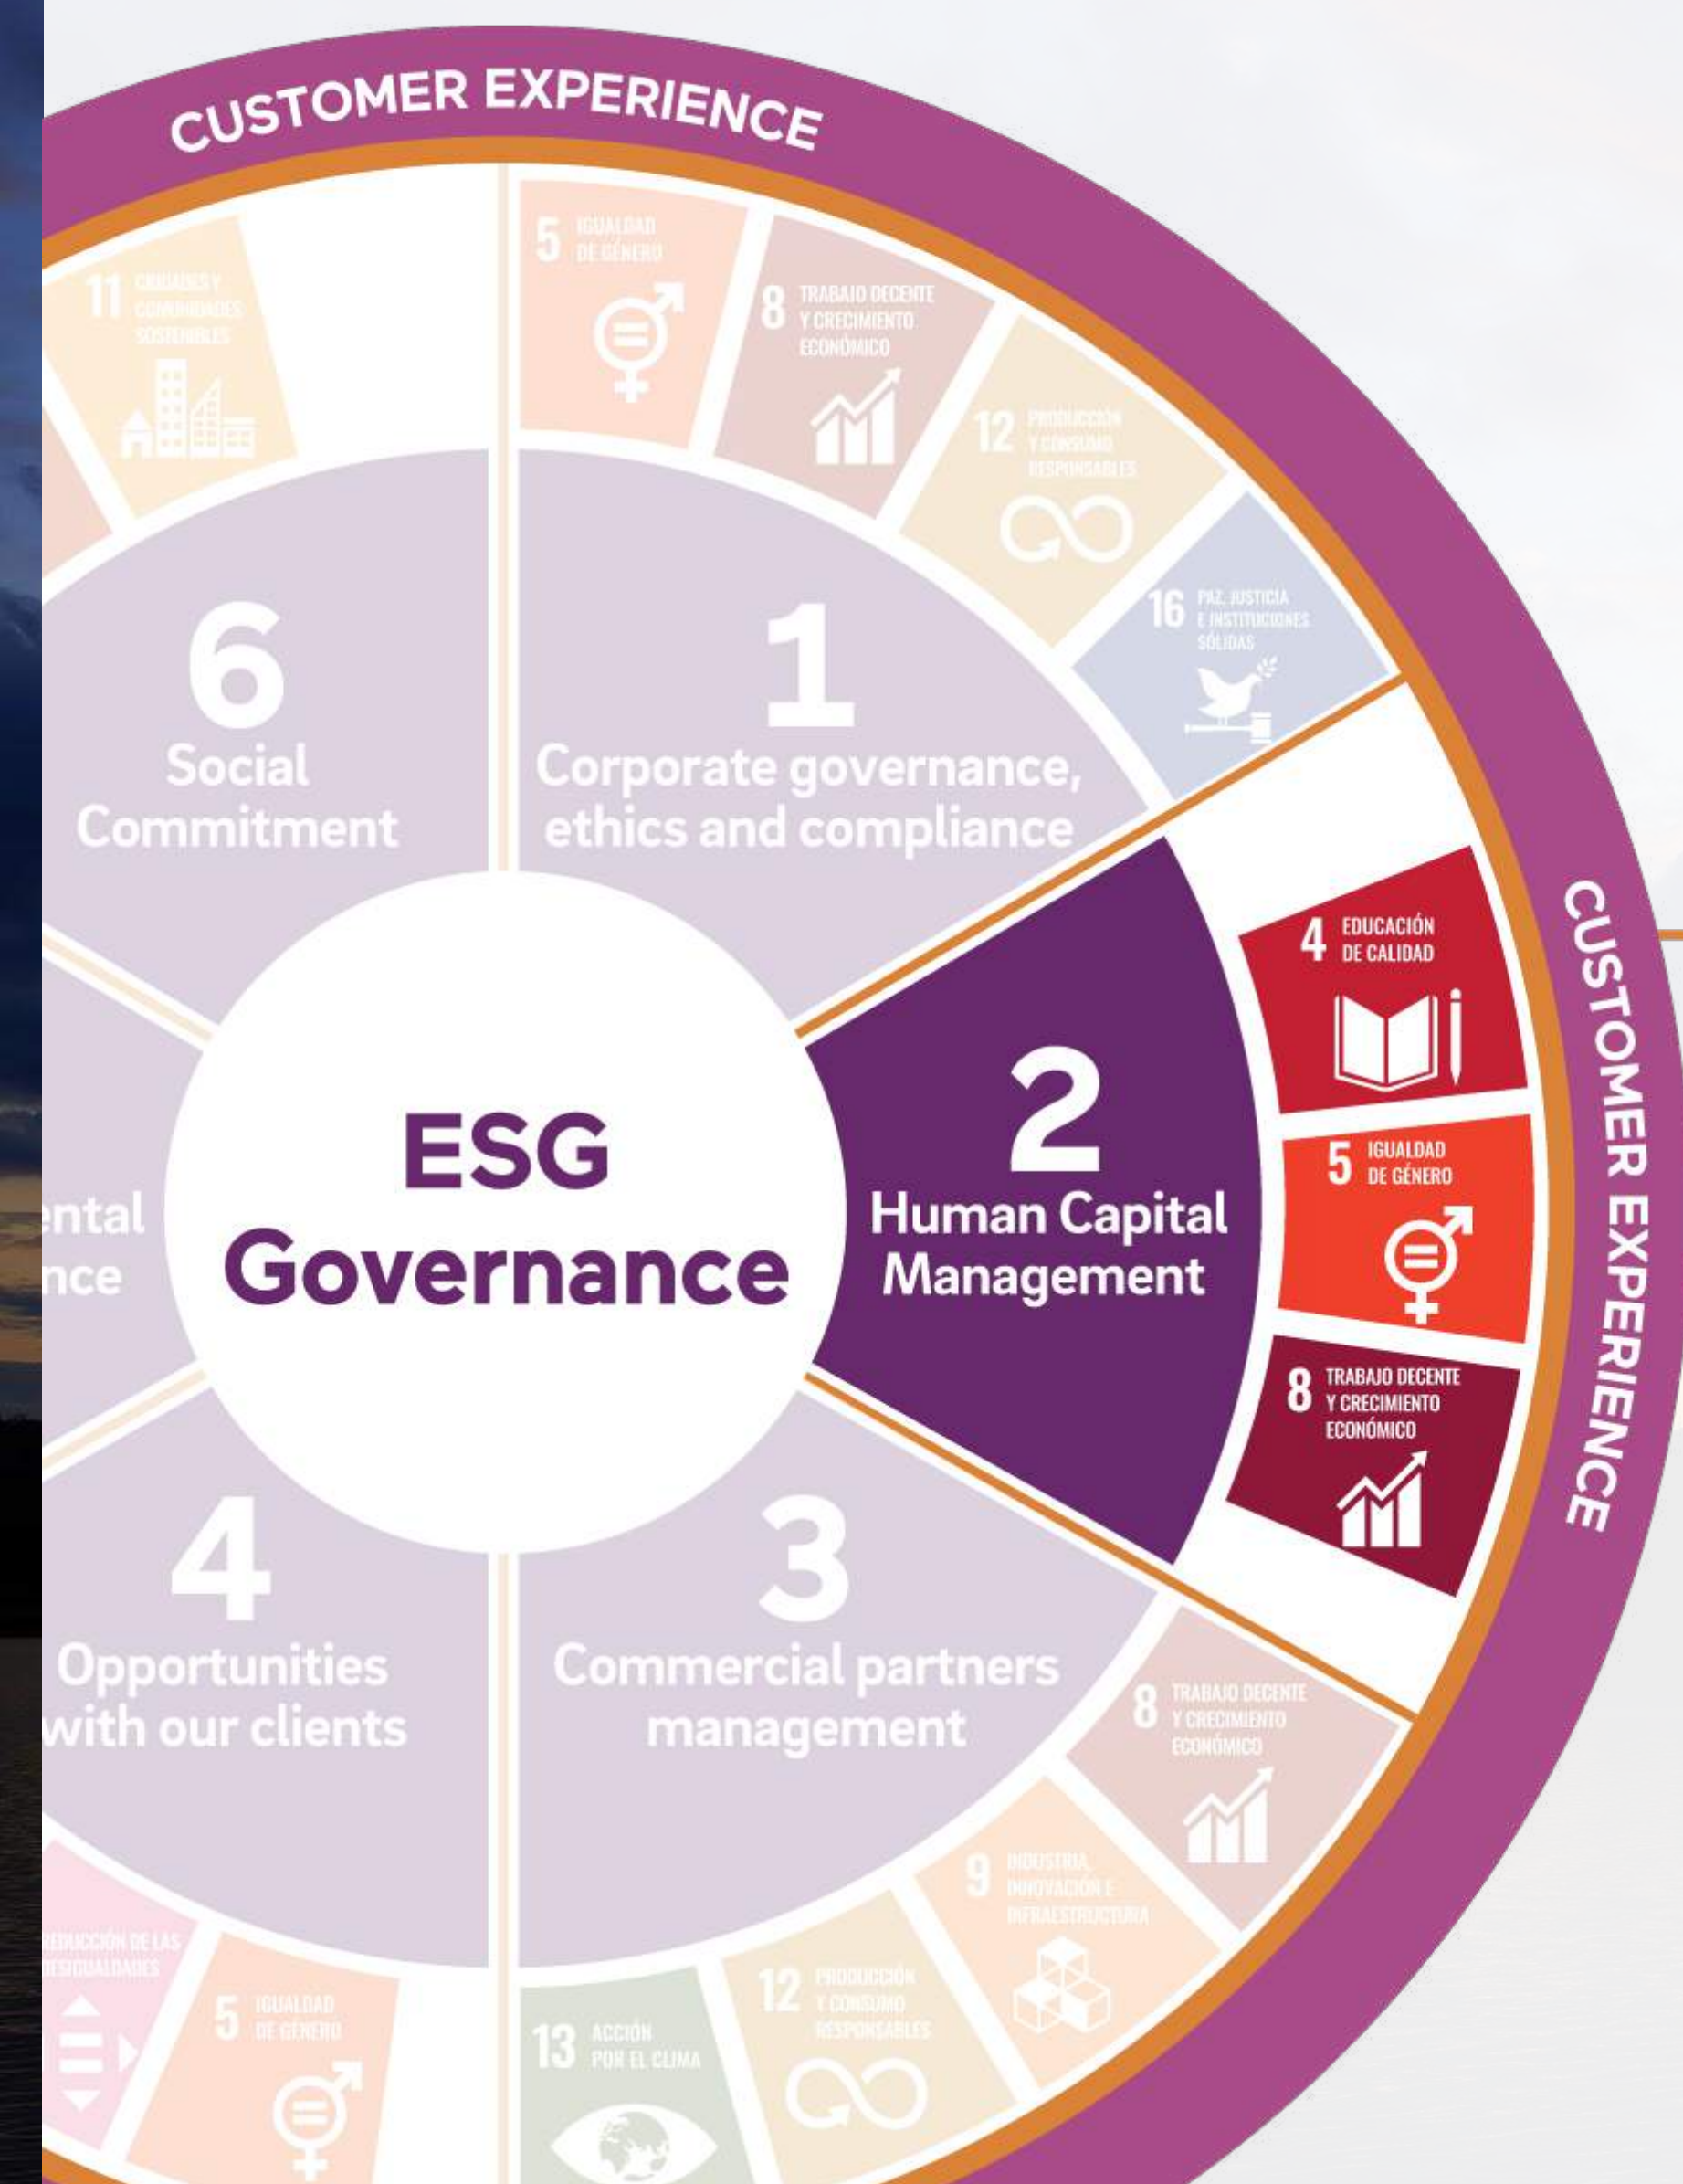 CUSTOMER EXPERIENCE
5 IGUALDAD
DE GÉNERO
8 TRABAJO DECENTE
Y CRECIMIENTO
ECONÓMICO
11 CIUDADES Y
COMUNIDADES
SOSTENIBLES
12 PRODUCCIÓN
Y CONSUMO
RESPONSABLES
16 PAZ, JUSTICIA
E INSTITUCIONES
SÓLIDAS
6
Social
Commitment
1
Corporate governance,
ethics and compliance
4 EDUCACIÓN
DE CALIDAD
5 IGUALDAD
DE GÉNERO
8 TRABAJO DECENTE
Y CRECIMIENTO
ECONÓMICO
CUSTOMER EXPERIENCE
2
Human Capital
Management
ESG
Governance
ental
nce
4
Opportunities
with our clients
3
Commercial partners
management
8 TRABAJO DECENTE
Y CRECIMIENTO
ECONÓMICO
9 INDUSTRIA,
INNOVACIÓN E
INFRAESTRUCTURA
12 PRODUCCIÓN
Y CONSUMO
RESPONSABLES
13 ACCIÓN
POR EL CLIMA
5 IGUALDAD
DE GÉNERO
REDUCCIÓN DE LAS
DESIGUALDADES